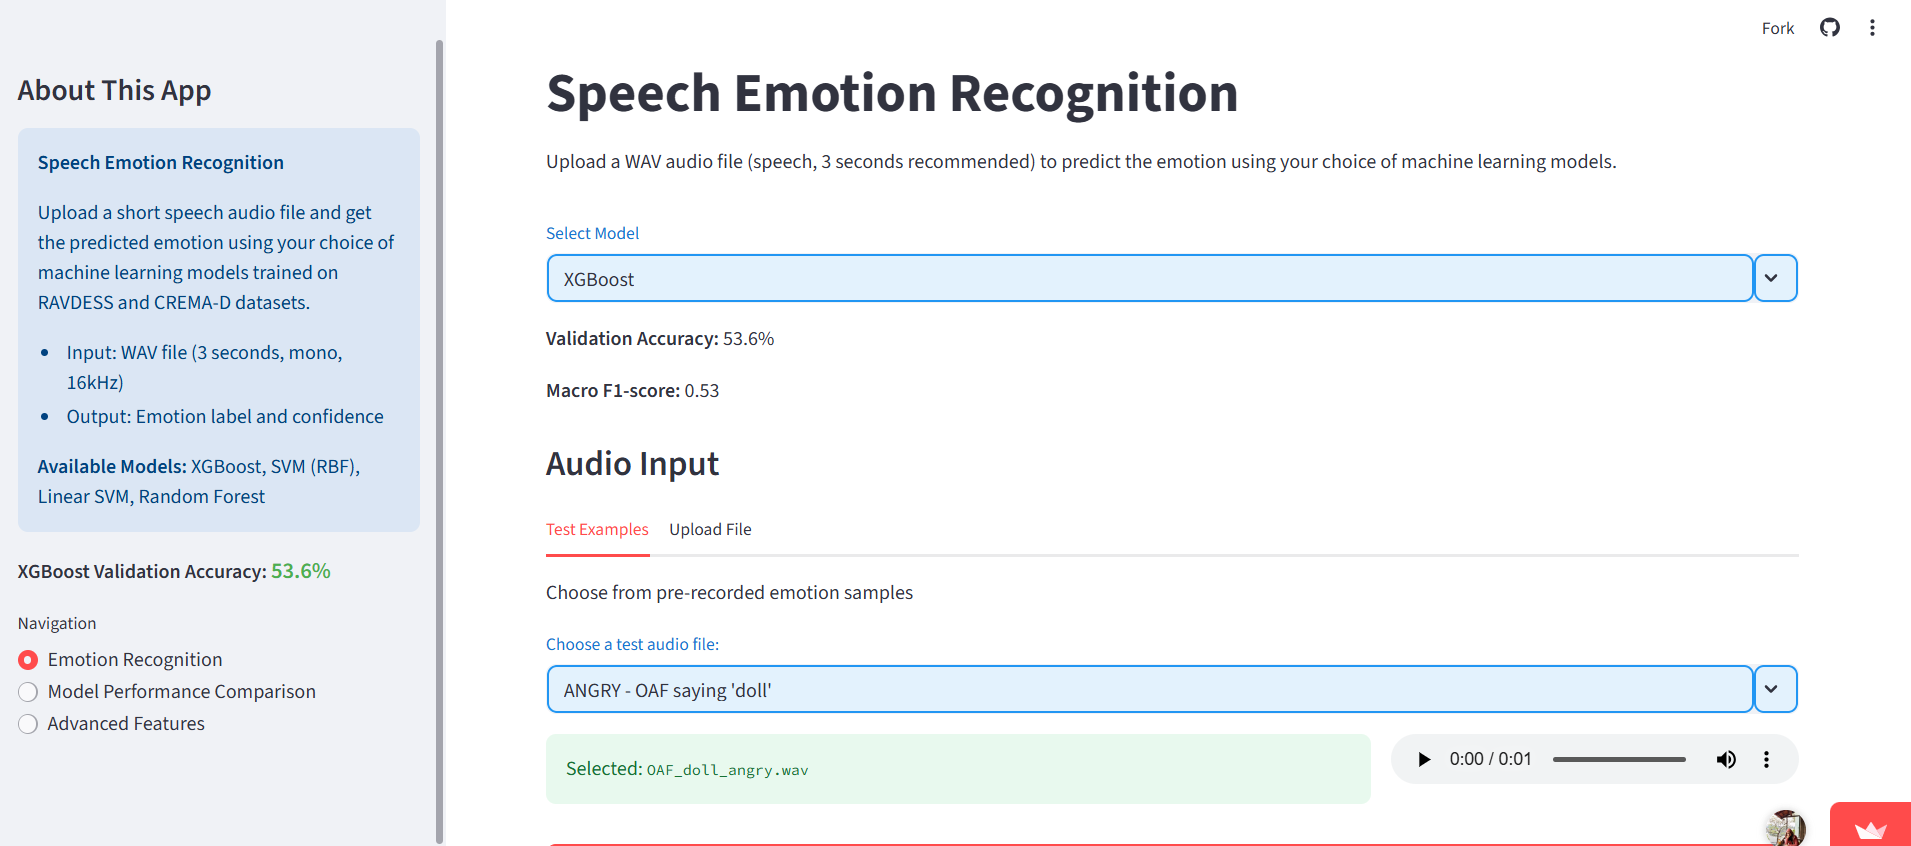 Fork
About This App
Speech Emotion Recognition
Upload a short speech audio file and get
the predicted emotion using your choice of
machine learning models trained on
RAVDESS and CREMA-D datasets.
Input: WAV file (3 seconds, mono,
16kHz)
Output: Emotion label and confidence
Available Models: XGBoost, SVM (RBF),
Linear SVM, Random Forest
XGBoost Validation Accuracy: 53.6%
Navigation
Emotion Recognition
Model Performance Comparison
Advanced Features
Speech Emotion Recognition
Upload a WAV audio file (speech, 3 seconds recommended) to predict the emotion using your choice of machine learning models.
Select Model
XGBoost
Validation Accuracy: 53.6%
Macro F1-score: 0.53
Audio Input
Test Examples Upload File
Choose from pre-recorded emotion samples
Choose a test audio file:
ANGRY - OAF saying 'doll'
Selected: OAF_doll_angry.wav
0:00 / 0:01